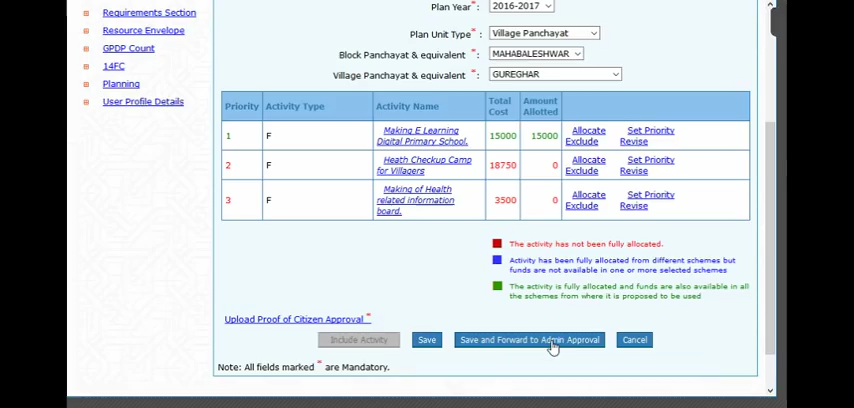 Requirements Section
Resource Envelope
GPDP Count
14FC
Planning
User Profile Details
Plan Year * : 2016-2017
Plan Unit Type * : Village Panchayat
Block Panchayat & equivalent * : MAHABALESHWAR
Village Panchayat & equivalent * : GUREGHAR
Priority Activity Type Activity Name Total Cost Amount Allotted
1 F Making E Learning Digital Primary School. 15000 15000 Allocate Set Priority Exclude Revise
2 F Heath Checkup Camp for Villagers 18750 0 Allocate Set Priority Exclude Revise
3 F Making of Health related information board. 3500 0 Allocate Set Priority Exclude Revise
The activity has not been fully allocated.
Activity has been fully allocated from different schemes but
funds are not available in one or more selected schemes
The activity is fully allocated and funds are also available in all
the schemes from where it is proposed to be used
Upload Proof of Citizen Approval *
Include Activity Save Save and Forward to Admin Approval Cancel
Note: All fields marked * are Mandatory.